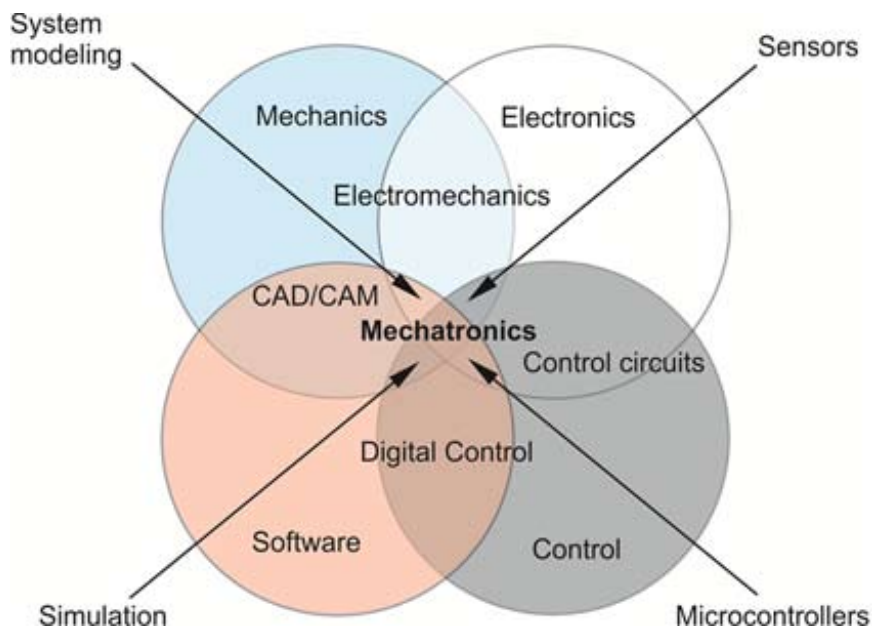 System
modeling
Sensors
Mechanics
Electronics
Electromechanics
CAD/CAM
Mechatronics
Control circuits
Digital Control
Software
Control
Simulation
Microcontrollers